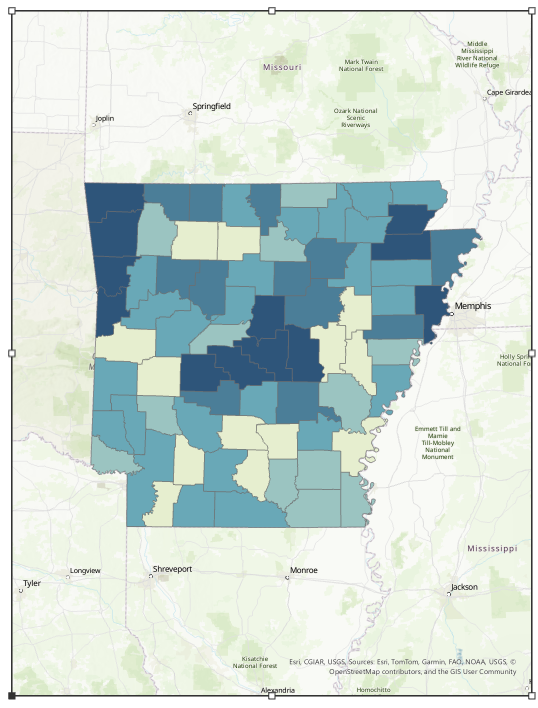 Middle
Mississippi
River National
Wildlife Refuge
Missouri
Mark Twain
National Forest
Cape Girardea
Springfield
Ozark National
Scenic
Riverways
Joplin
Memphis
Holly Sprin
National Fo
Emmett Till and
Mamie
Till-Mobley
National
Monument
Mississippi
Shreveport
Longview
Monroe
Tyler
Jackson
Kisatchie
National Forest
Esri, CGIAR, USGS, Sources: Esri, TomTom, Garmin, FAO, NOAA, USGS, ©
OpenStreetMap contributors, and the GIS User Community
Alexandria
Homochitto